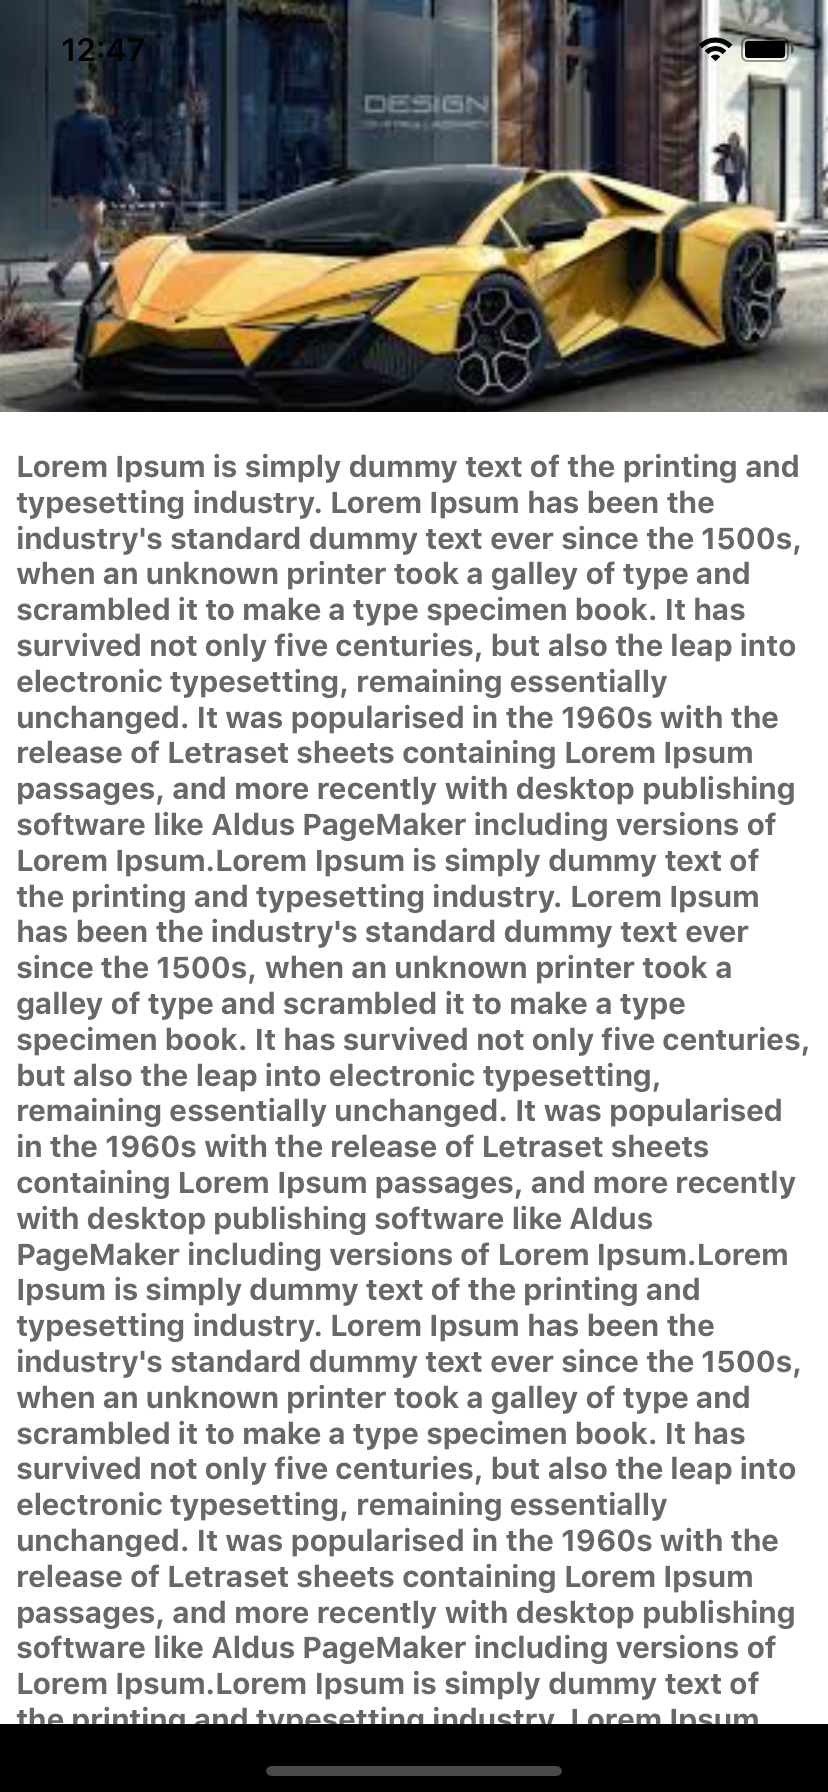 12:47
DESIGN
Lorem Ipsum is simply dummy text of the printing and
typesetting industry. Lorem Ipsum has been the
industry's standard dummy text ever since the 1500s,
when an unknown printer took a galley of type and
scrambled it to make a type specimen book. It has
survived not only five centuries, but also the leap into
electronic typesetting, remaining essentially
unchanged. It was popularised in the 1960s with the
release of Letraset sheets containing Lorem Ipsum
passages, and more recently with desktop publishing
software like Aldus PageMaker including versions of
Lorem Ipsum.Lorem Ipsum is simply dummy text of
the printing and typesetting industry. Lorem Ipsum
has been the industry's standard dummy text ever
since the 1500s, when an unknown printer took a
galley of type and scrambled it to make a type
specimen book. It has survived not only five centuries,
but also the leap into electronic typesetting,
remaining essentially unchanged. It was popularised
in the 1960s with the release of Letraset sheets
containing Lorem Ipsum passages, and more recently
with desktop publishing software like Aldus
PageMaker including versions of Lorem Ipsum.Lorem
Ipsum is simply dummy text of the printing and
typesetting industry. Lorem Ipsum has been the
industry's standard dummy text ever since the 1500s,
when an unknown printer took a galley of type and
scrambled it to make a type specimen book. It has
survived not only five centuries, but also the leap into
electronic typesetting, remaining essentially
unchanged. It was popularised in the 1960s with the
release of Letraset sheets containing Lorem Ipsum
passages, and more recently with desktop publishing
software like Aldus PageMaker including versions of
Lorem Ipsum.Lorem Ipsum is simply dummy text of
the printing and typesetting industry. Lorem Ipsum